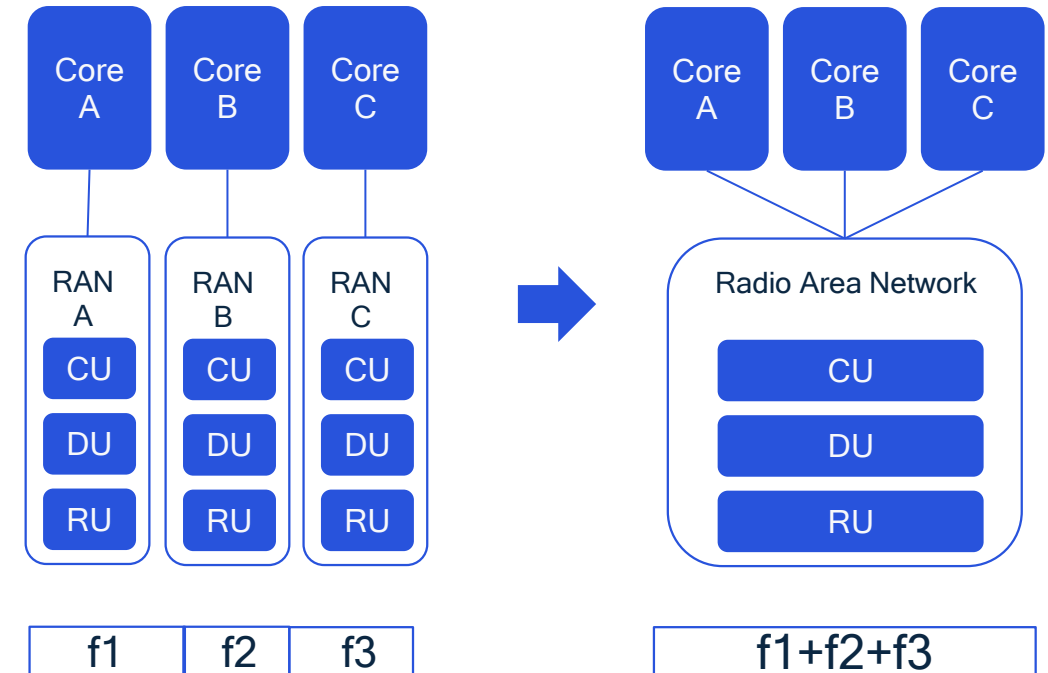 Core
A
Core
B
Core
C
RAN
A
CU
DU
RU
RAN
B
CU
DU
RU
RAN
C
CU
DU
RU
f1
f2
f3
Core
A
Core
B
Core
C
Radio Area Network
CU
DU
RU
f1+f2+f3